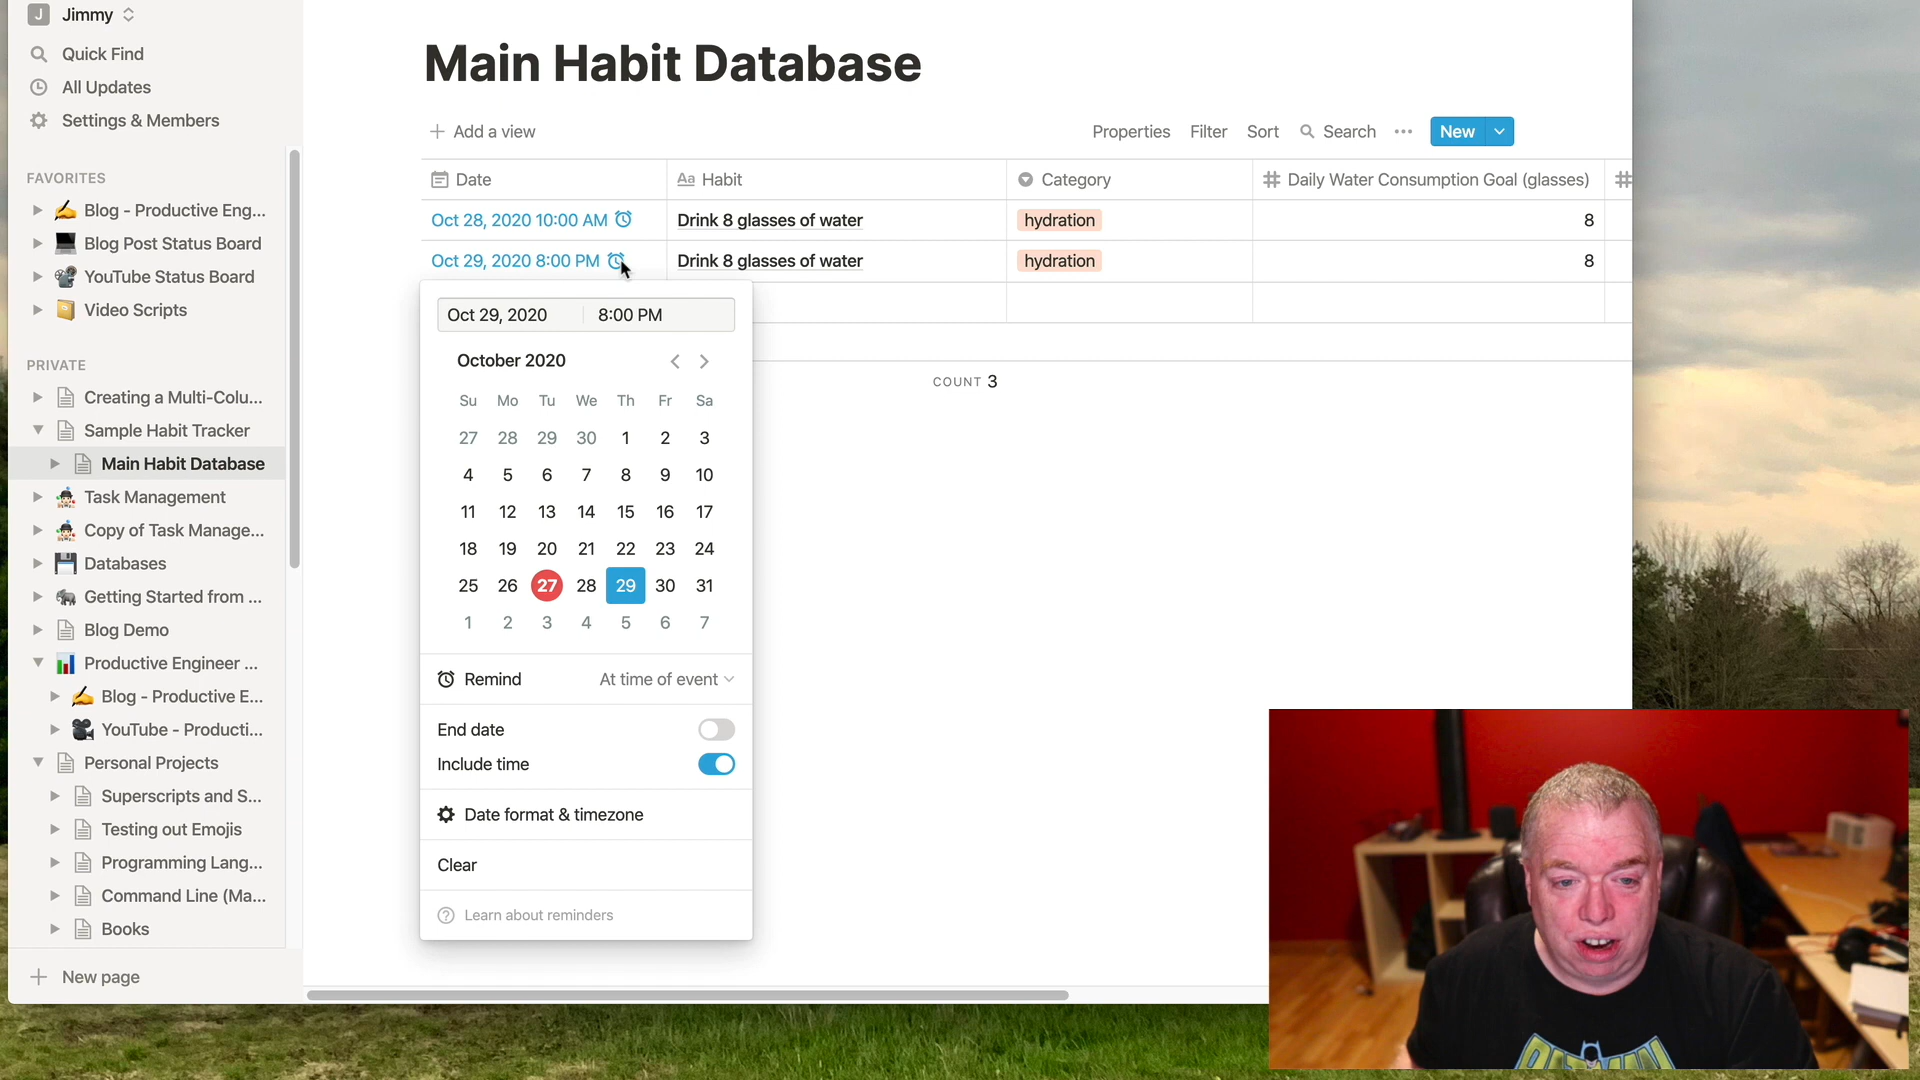 J Jimmy
Quick Find
All Updates
Settings & Members
FAVORITES
Blog - Productive Eng...
Blog Post Status Board
YouTube Status Board
Video Scripts
PRIVATE
Creating a Multi-Colu...
Sample Habit Tracker
Main Habit Database
Task Management
Copy of Task Manage...
Databases
Getting Started from ...
Blog Demo
Productive Engineer ...
Blog - Productive E...
YouTube - Producti...
Personal Projects
Superscripts and S...
Testing out Emojis
Programming Lang...
Command Line (Ma...
Books
New page
Main Habit Database
Add a view
Properties Filter Sort Search ... New
Date Aa Habit Category # Daily Water Consumption Goal (glasses) #
Oct 28, 2020 10:00 AM Drink 8 glasses of water hydration 8
Oct 29, 2020 8:00 PM Drink 8 glasses of water hydration 8
COUNT 3
Oct 29, 2020 8:00 PM
October 2020
Su Mo Tu We Th Fr Sa
27 28 29 30 1 2 3
4 5 6 7 8 9 10
11 12 13 14 15 16 17
18 19 20 21 22 23 24
25 26 27 28 29 30 31
1 2 3 4 5 6 7
Remind At time of event
End date
Include time
Date format & timezone
Clear
? Learn about reminders
BATMAN